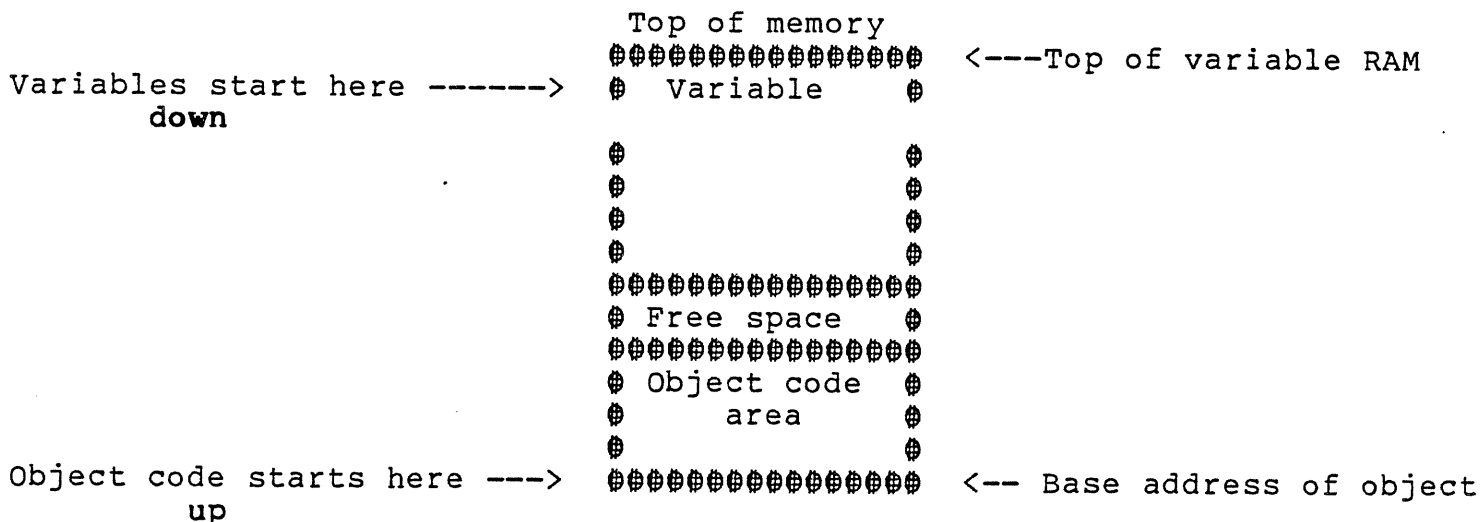 Top of memory
################ <---Top of variable RAM
Variables start here ------> # Variable #
down
# #
# #
# #
# #
################
# Free space #
################
# Object code #
# area #
# #
Object code starts here ---> ################ <-- Base address of object
up